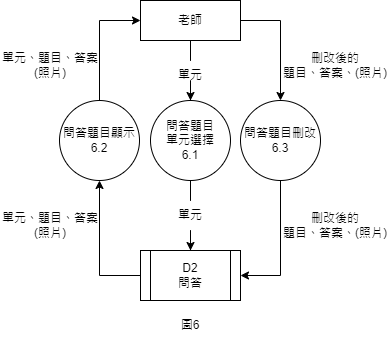 老師
單元、題目、答案
(照片)
單元
刪改後的
題目、答案、(照片)
問答題目顯示
6.2
問答題目
單元選擇
6.1
問答題目刪改
6.3
單元、題目、答案
(照片)
單元
刪改後的
題目、答案、(照片)
D2
問答
圖6